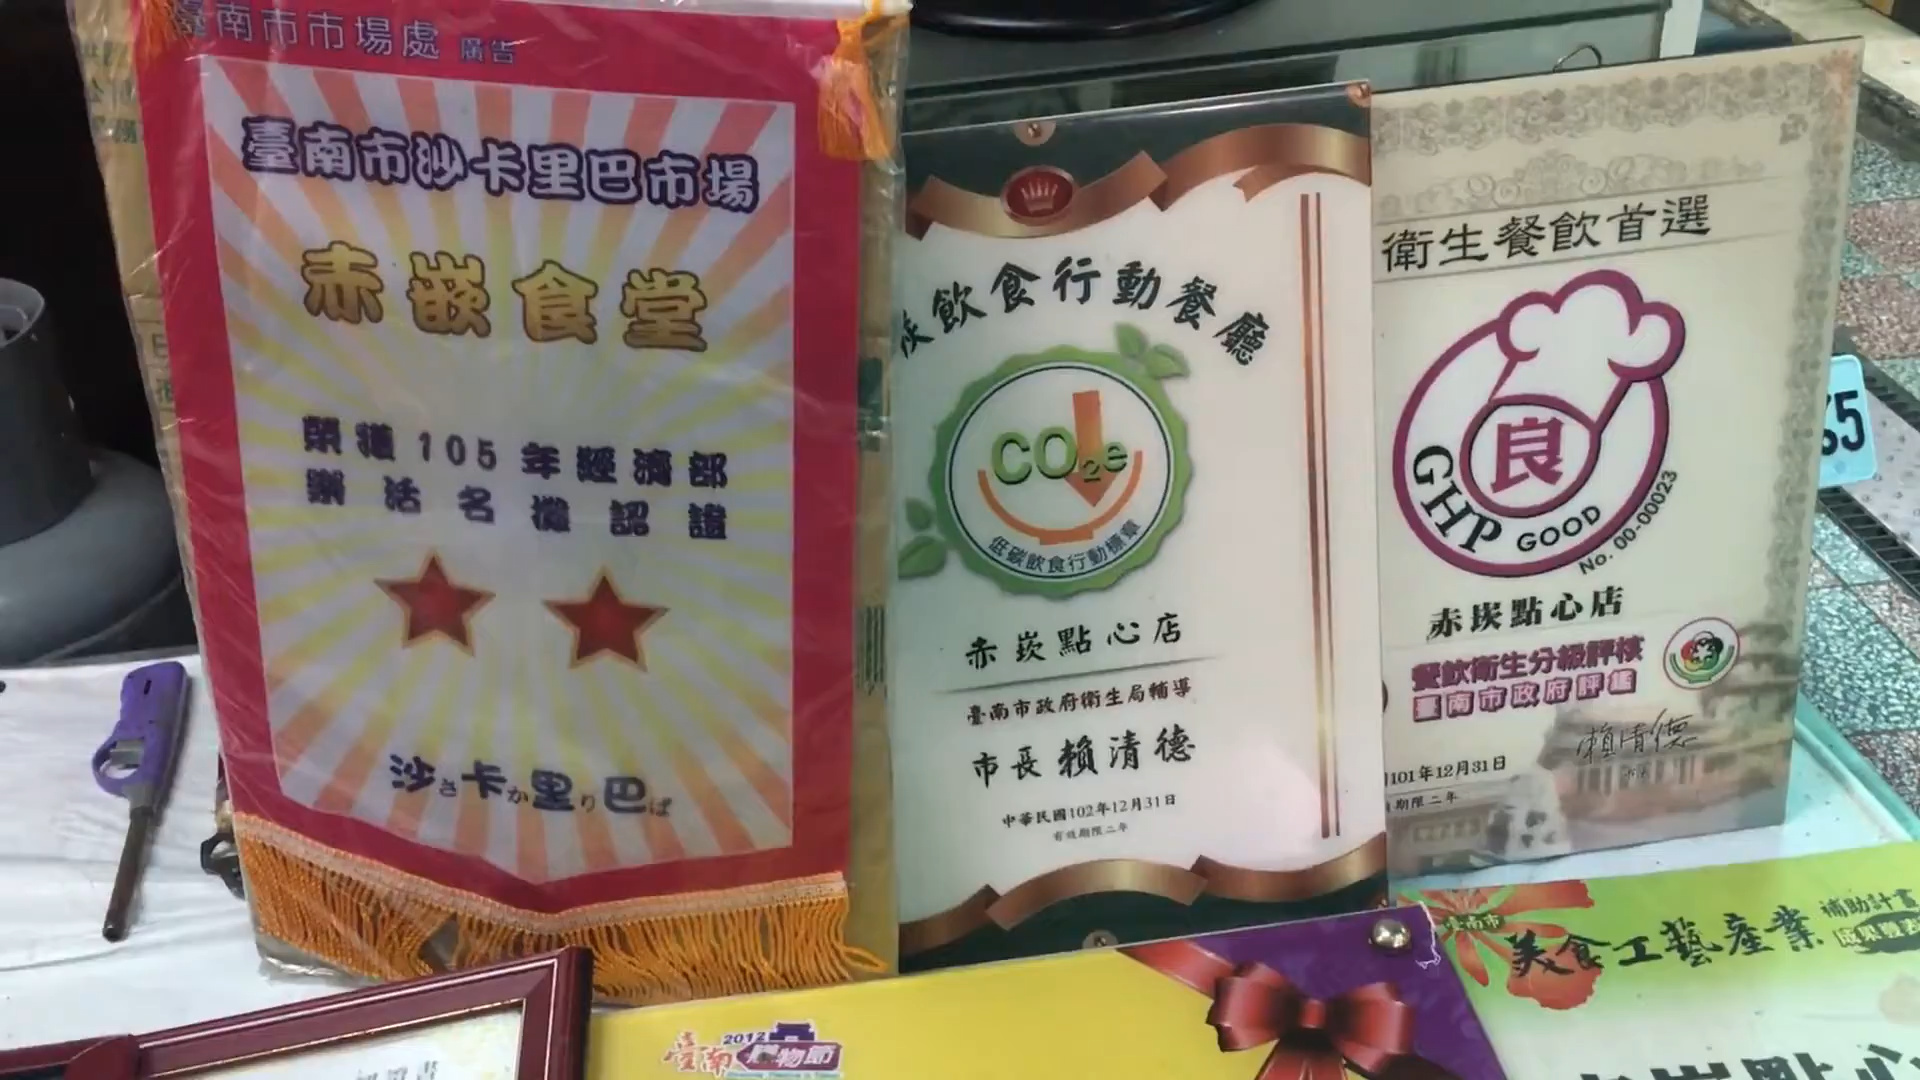 臺南市市場處 廣告
臺南市沙卡里巴市場
赤嵌食堂
榮獲105年經濟部
樂活名攤認證
沙さ卡か里り巴ば
飲食行動餐廳
CO₂e
低碳飲食行動標章
赤崁點心店
臺南市政府衛生局輔導
市長賴清德
中華民國102年12月31日
有效期限二年
衛生餐飲首選
良
GHP GOOD
No. 00-00023
赤崁點心店
餐飲衛生分級評核
臺南市政府評鑑
賴清德
101年12月31日
期限二年
55
臺南市
美食工藝產業
補助計畫
2012
臺南購物節